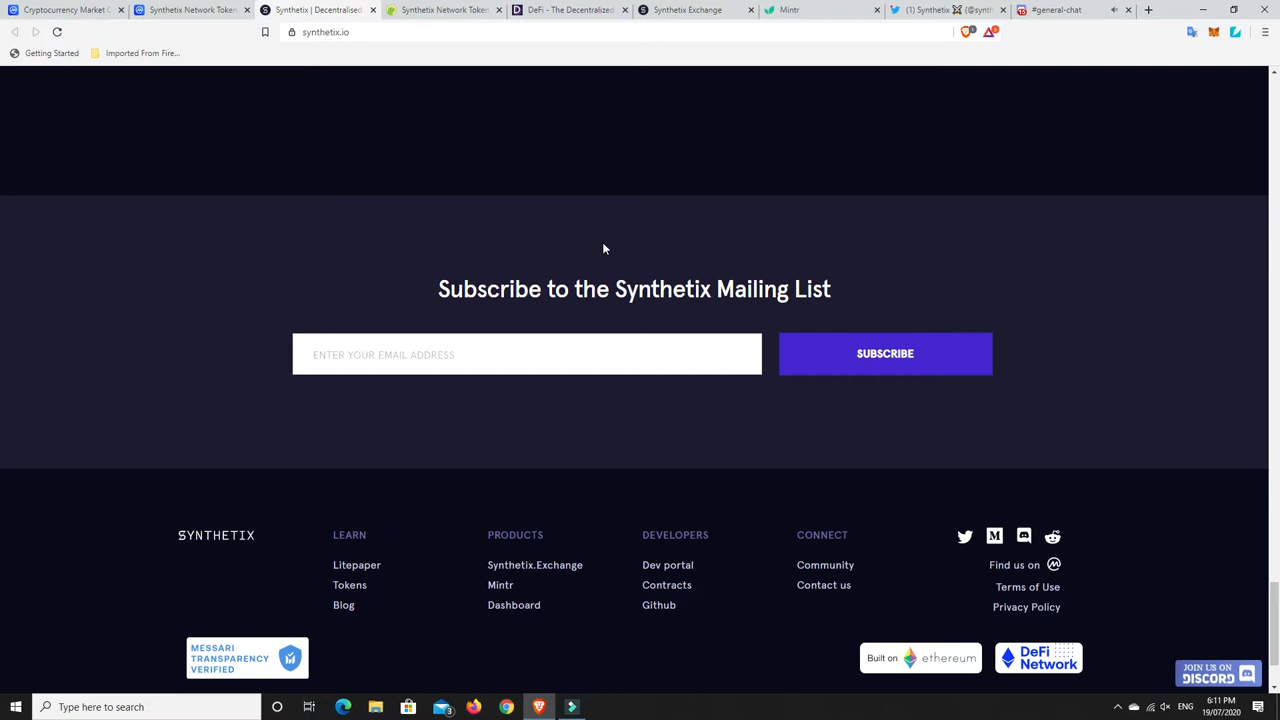 Cryptocurrency Market C
Synthetix Network Token
Synthetix | Decentralised
Synthetix Network Token
DeFi - The Decentralized
Synthetix Exchange
Mintr
(1) Synthetix ⚔ (@synth
#general-chat
synthetix.io
1
1
Getting Started
Imported From Fire...
Subscribe to the Synthetix Mailing List
ENTER YOUR EMAIL ADDRESS
SUBSCRIBE
SYNTHETIX
LEARN
Litepaper
Tokens
Blog
PRODUCTS
Synthetix.Exchange
Mintr
Dashboard
DEVELOPERS
Dev portal
Contracts
Github
CONNECT
Community
Contact us
Find us on
Terms of Use
Privacy Policy
MESSARI
TRANSPARENCY
VERIFIED
Built on ethereum
DeFi
Network
JOIN US ON
DISCORD
Type here to search
3
ENG
6:11 PM
19/07/2020